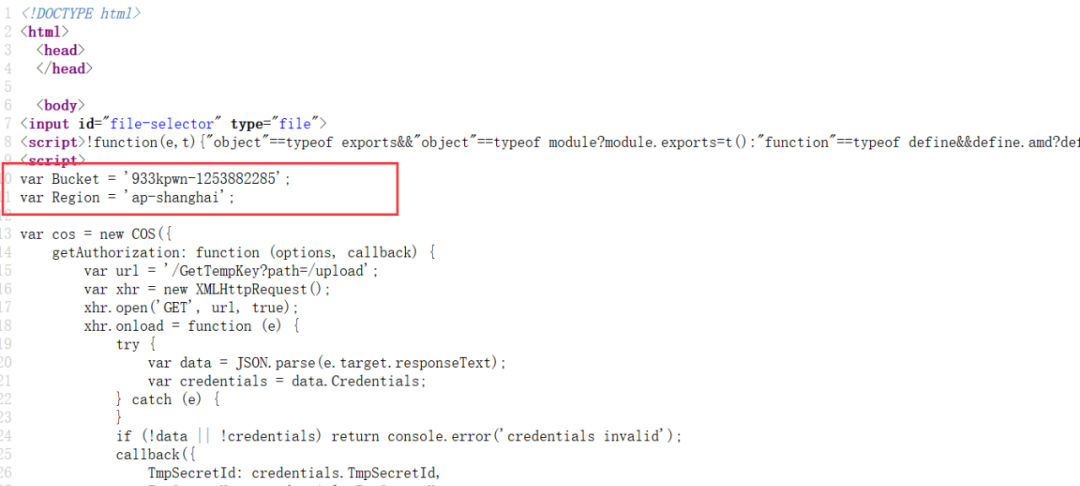 1 <!DOCTYPE html>
2 <html>
3 <head>
4 </head>
5
6 <body>
7 <input id="file-selector" type="file">
8 <script>!function(e,t){"object"==typeof exports&&"object"==typeof module?module.exports=t():"function"==typeof define&&define.amd?def
9 <script>
0 var Bucket = '933kpwn-1253882285';
1 var Region = 'ap-shanghai';
12
13 var cos = new COS({
14 getAuthorization: function (options, callback) {
15 var url = '/GetTempKey?path=/upload';
16 var xhr = new XMLHttpRequest();
17 xhr.open('GET', url, true);
18 xhr.onload = function (e) {
19 try {
20 var data = JSON.parse(e.target.responseText);
21 var credentials = data.Credentials;
22 } catch (e) {
23 }
24 if (!data || !credentials) return console.error('credentials invalid');
25 callback({
26 TmpSecretId: credentials.TmpSecretId,